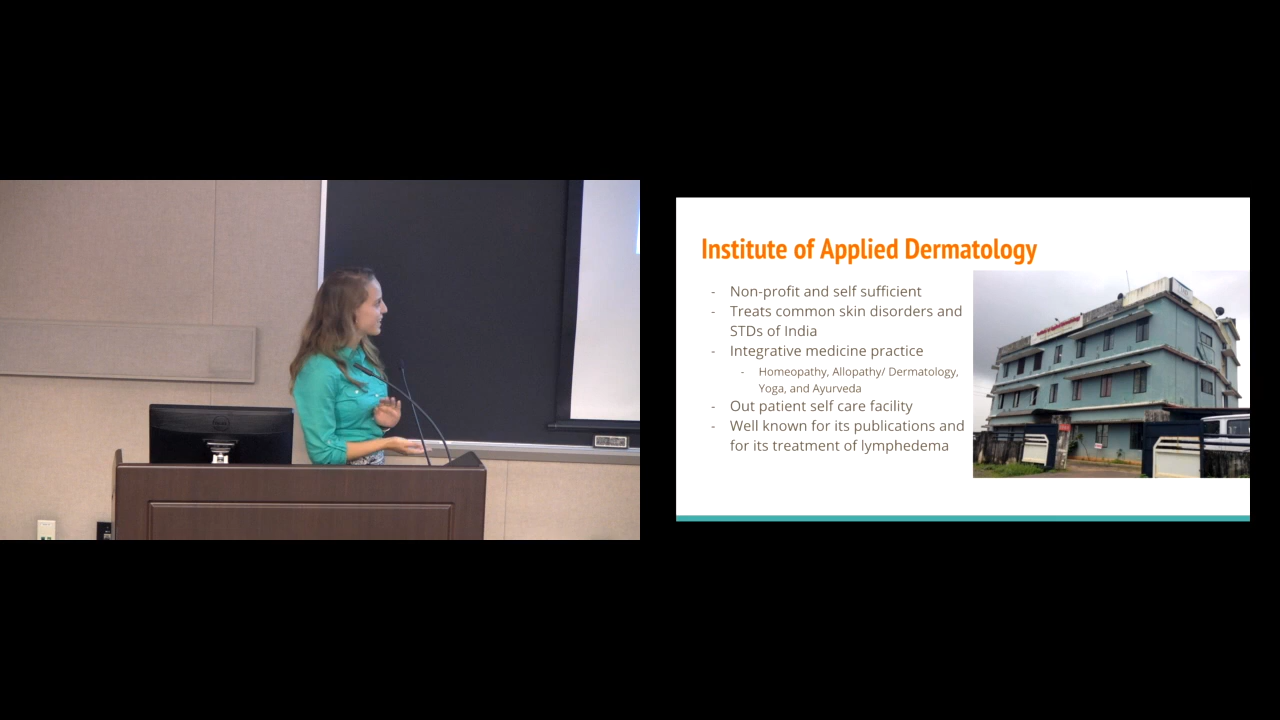 Institute of Applied Dermatology
- Non-profit and self sufficient
- Treats common skin disorders and
STDs of India
- Integrative medicine practice
- Homeopathy, Allopathy/ Dermatology,
Yoga, and Ayurveda
- Out patient self care facility
- Well known for its publications and
for its treatment of lymphedema